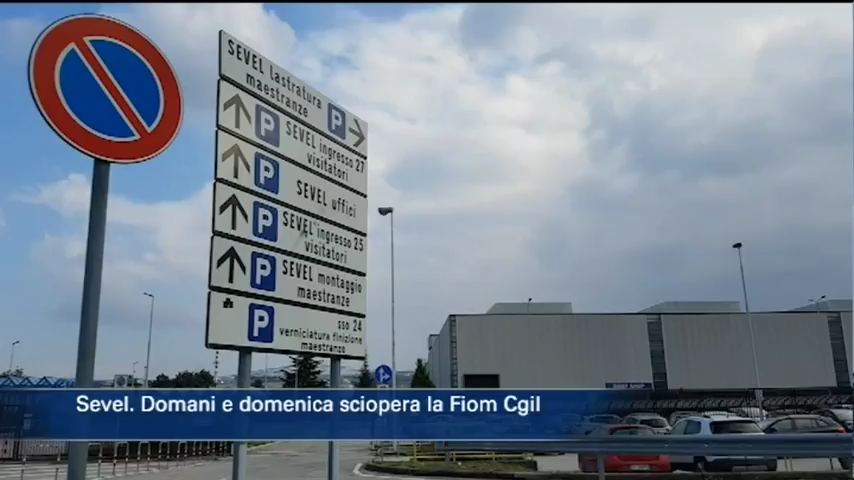 SEVEL lastratura
maestranze
P
P
SEVEL ingresso 27
visitatori
P
SEVEL uffici
P
SEVEL ingresso 25
visitatori
P
SEVEL montaggio
maestranze
P
sso 24
verniciatura finizione
maestranze
Sevel. Domani e domenica sciopera la Fiom Cgil